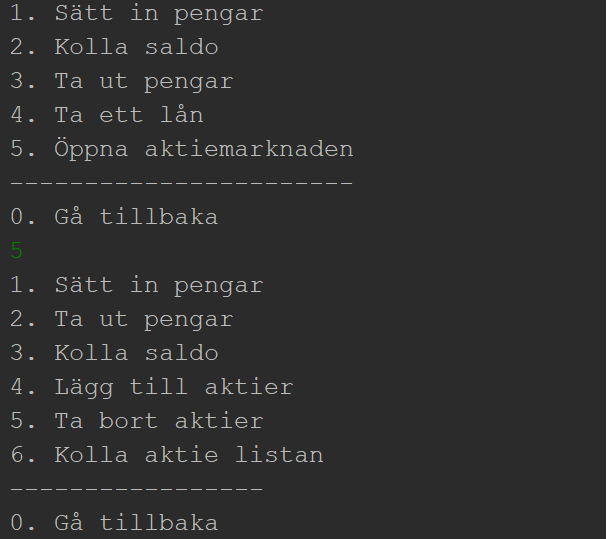 1. Sätt in pengar
2. Kolla saldo
3. Ta ut pengar
4. Ta ett lån
5. Öppna aktiemarknaden
-----------------------
0. Gå tillbaka
5
1. Sätt in pengar
2. Ta ut pengar
3. Kolla saldo
4. Lägg till aktier
5. Ta bort aktier
6. Kolla aktie listan
-----------------
0. Gå tillbaka